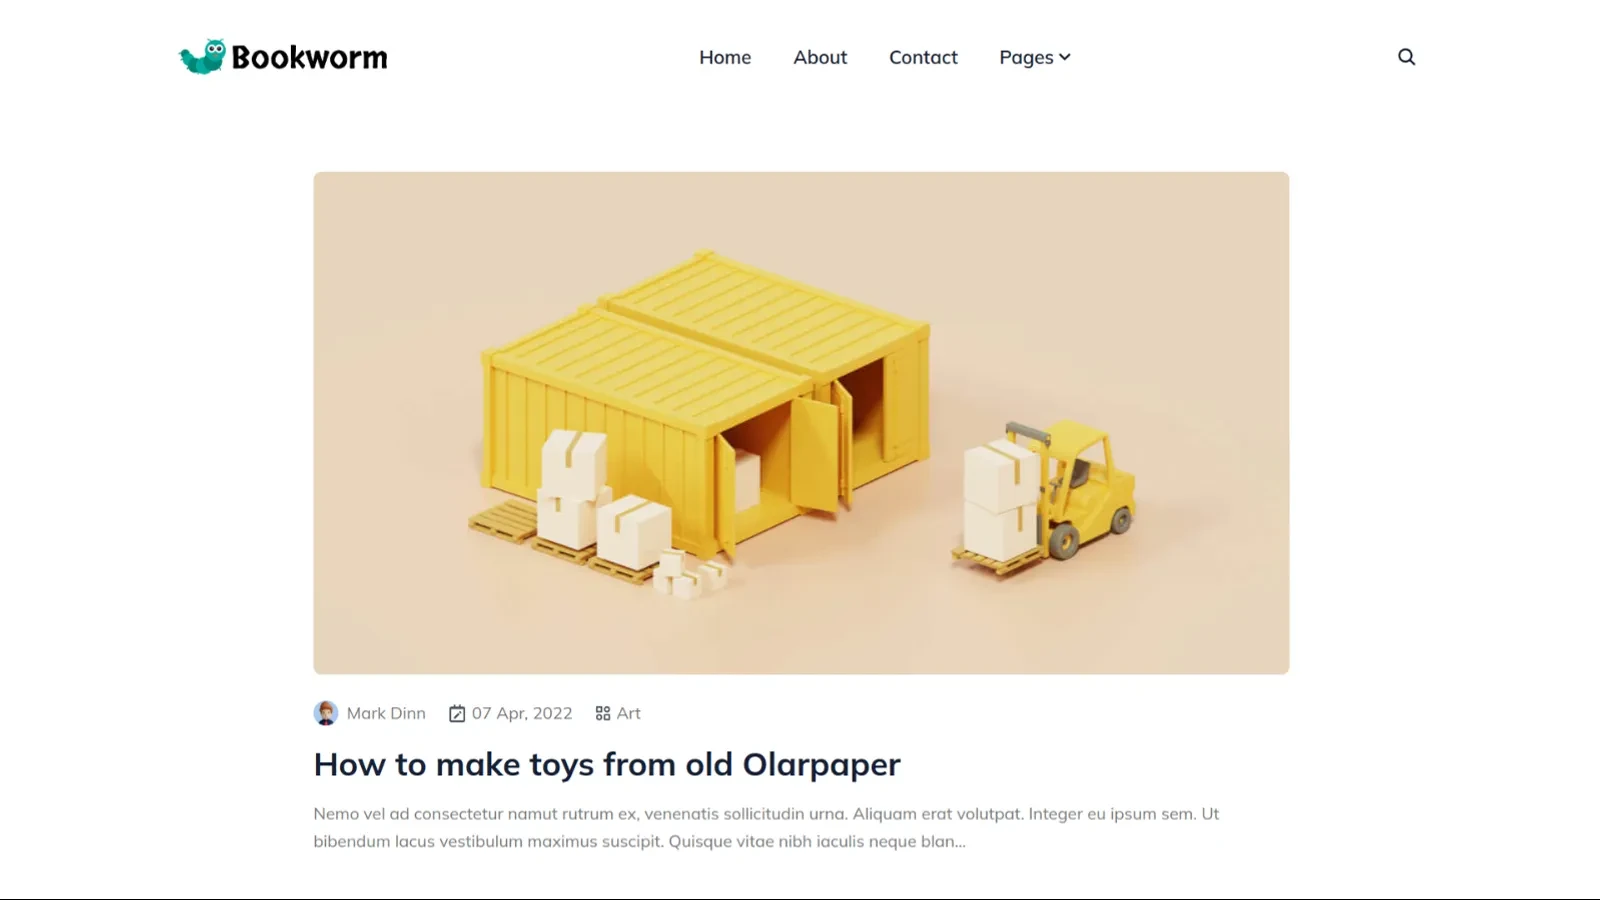 Bookworm
Home About Contact Pages
Mark Dinn 07 Apr, 2022 Art
How to make toys from old Olarpaper
Nemo vel ad consectetur namut rutrum ex, venenatis sollicitudin urna. Aliquam erat volutpat. Integer eu ipsum sem. Ut
bibendum lacus vestibulum maximus suscipit. Quisque vitae nibh iaculis neque blan...